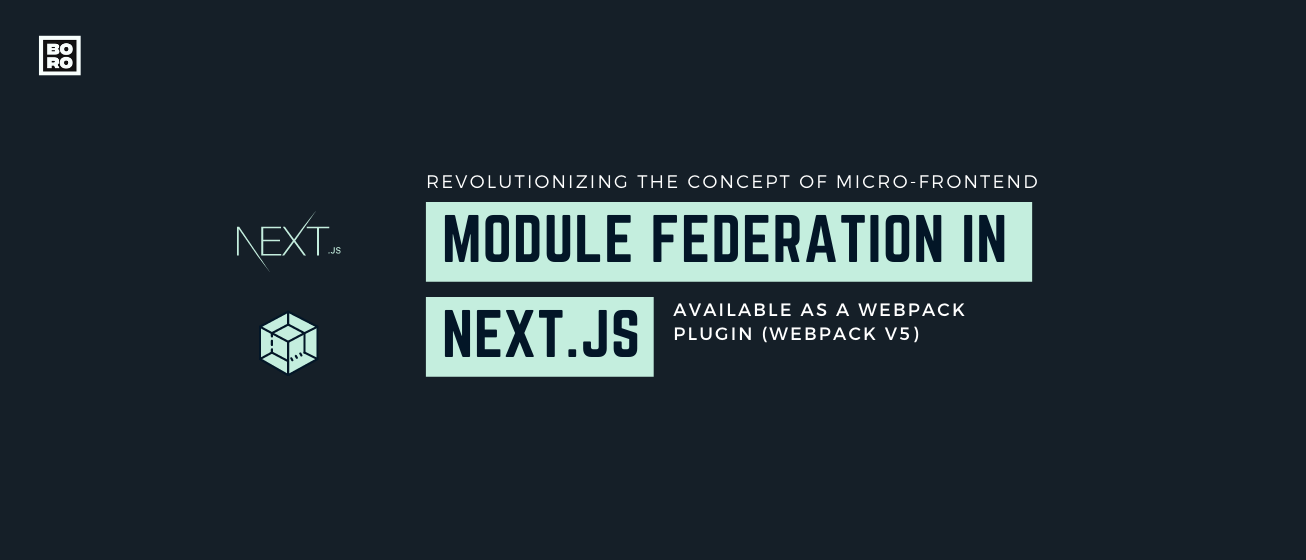 BO
RO
REVOLUTIONIZING THE CONCEPT OF MICRO-FRONTEND
MODULE FEDERATION IN
NEXT.JS
NEXT.JS
AVAILABLE AS A WEBPACK
PLUGIN (WEBPACK V5)